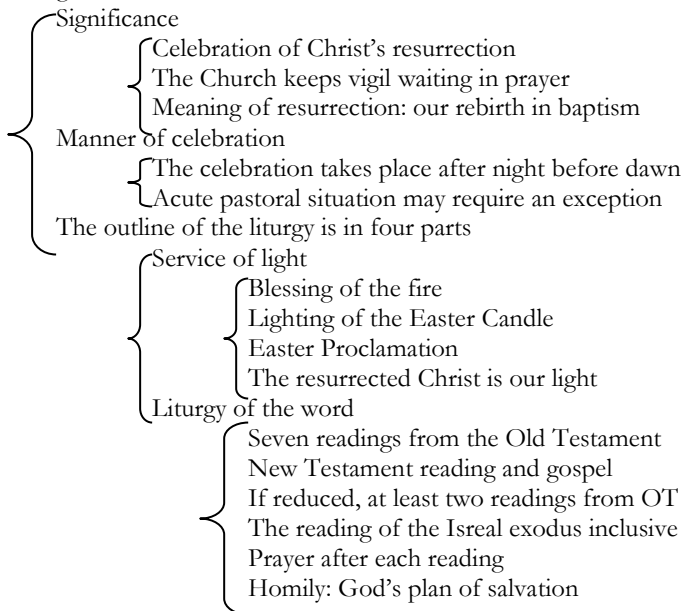 Significance
Celebration of Christ's resurrection
The Church keeps vigil waiting in prayer
Meaning of resurrection: our rebirth in baptism
Manner of celebration
The celebration takes place after night before dawn
Acute pastoral situation may require an exception
The outline of the liturgy is in four parts
Service of light
Blessing of the fire
Lighting of the Easter Candle
Easter Proclamation
The resurrected Christ is our light
Liturgy of the word
Seven readings from the Old Testament
New Testament reading and gospel
If reduced, at least two readings from OT
The reading of the Isreal exodus inclusive
Prayer after each reading
Homily: God's plan of salvation